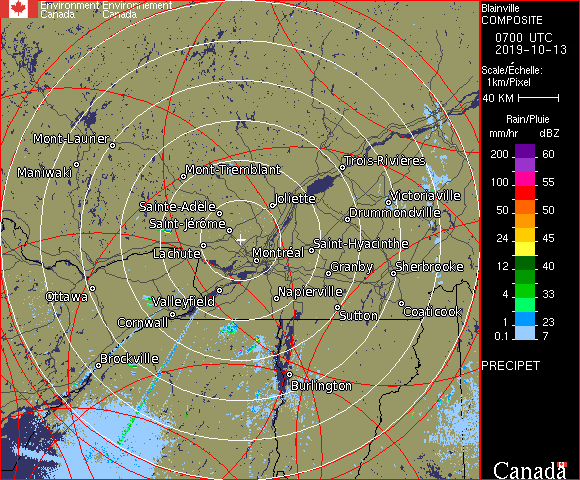 Environment Environnement
Canada Canada
Blainville
COMPOSITE
0700 UTC
2019-10-13
Scale/Échelle:
1km/Pixel
40 KM
Rain/Pluie
mm/hr dBZ
200 60
150 57
100 55
50 50
24 45
12 40
4 33
1 23
0.1 7
PRECIPET
Mont-Laurier
Maniwaki
Mont-Tremblant
Trois-Rivières
Sainte-Adèle
Joliette
Victoriaville
Saint-Jérôme
Drummondville
Lachute
Montréal
Saint-Hyacinthe
Granby
Sherbrooke
Ottawa
Valleyfield
Napierville
Cornwall
Sutton
Coaticook
Brockville
Burlington
Canada